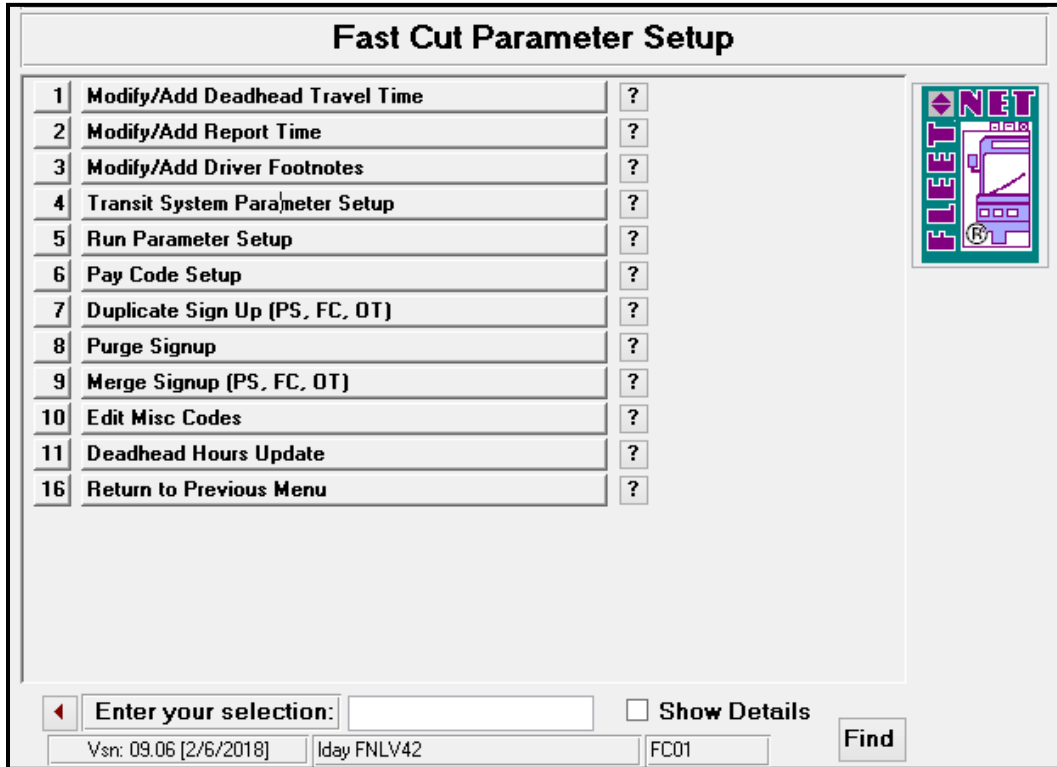 Fast Cut Parameter Setup
1 Modify/Add Deadhead Travel Time ?
2 Modify/Add Report Time ?
3 Modify/Add Driver Footnotes ?
4 Transit System Parameter Setup ?
5 Run Parameter Setup ?
6 Pay Code Setup ?
7 Duplicate Sign Up (PS, FC, OT) ?
8 Purge Signup ?
9 Merge Signup (PS, FC, OT) ?
10 Edit Misc Codes ?
11 Deadhead Hours Update ?
16 Return to Previous Menu ?
FLEET NET
®
Enter your selection: Show Details
Find
Vsn: 09.06 [2/6/2018] lday FNLV42 FC01